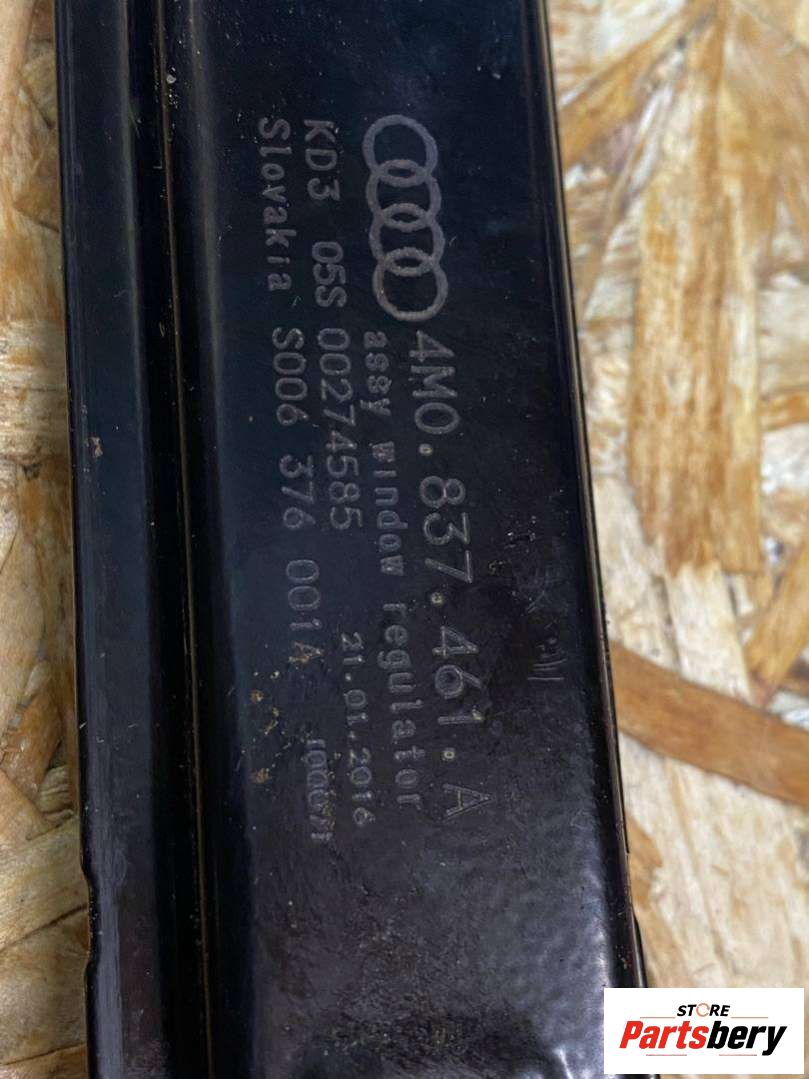 4M0.837.461.A
assy window regulator
KD3 05S 00274585 21.01.2016
Slovakia S006 376 001A
STORE
Partsbery